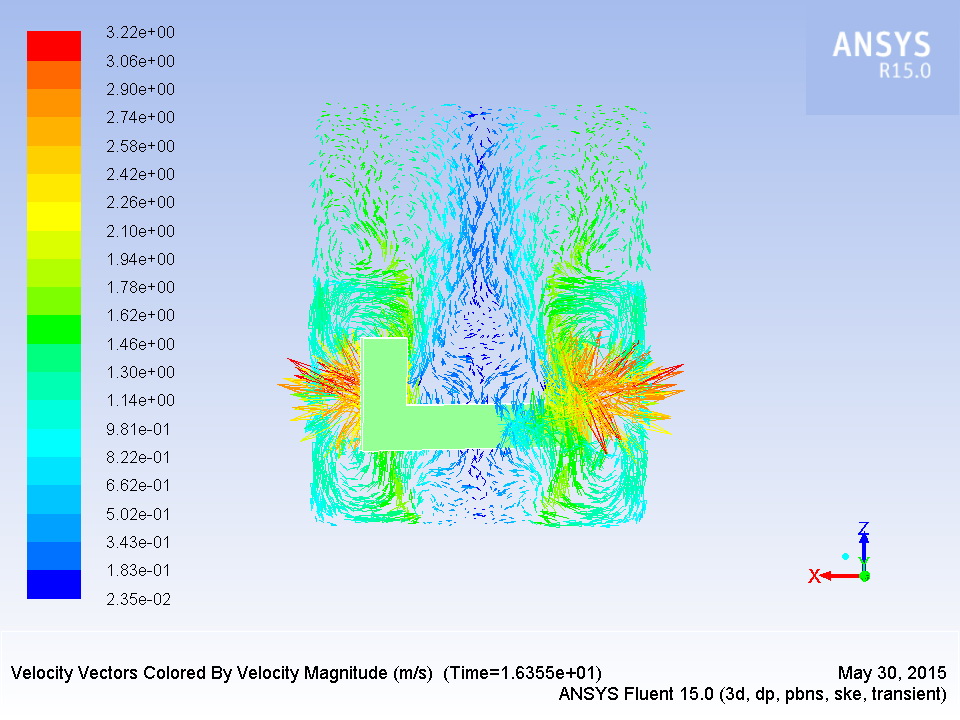 3.22e+00
3.06e+00
2.90e+00
2.74e+00
2.58e+00
2.42e+00
2.26e+00
2.10e+00
1.94e+00
1.78e+00
1.62e+00
1.46e+00
1.30e+00
1.14e+00
9.81e-01
8.22e-01
6.62e-01
5.02e-01
3.43e-01
1.83e-01
2.35e-02
ANSYS
R15.0
Z
Y
X
Velocity Vectors Colored By Velocity Magnitude (m/s) (Time=1.6355e+01)
May 30, 2015
ANSYS Fluent 15.0 (3d, dp, pbns, ske, transient)